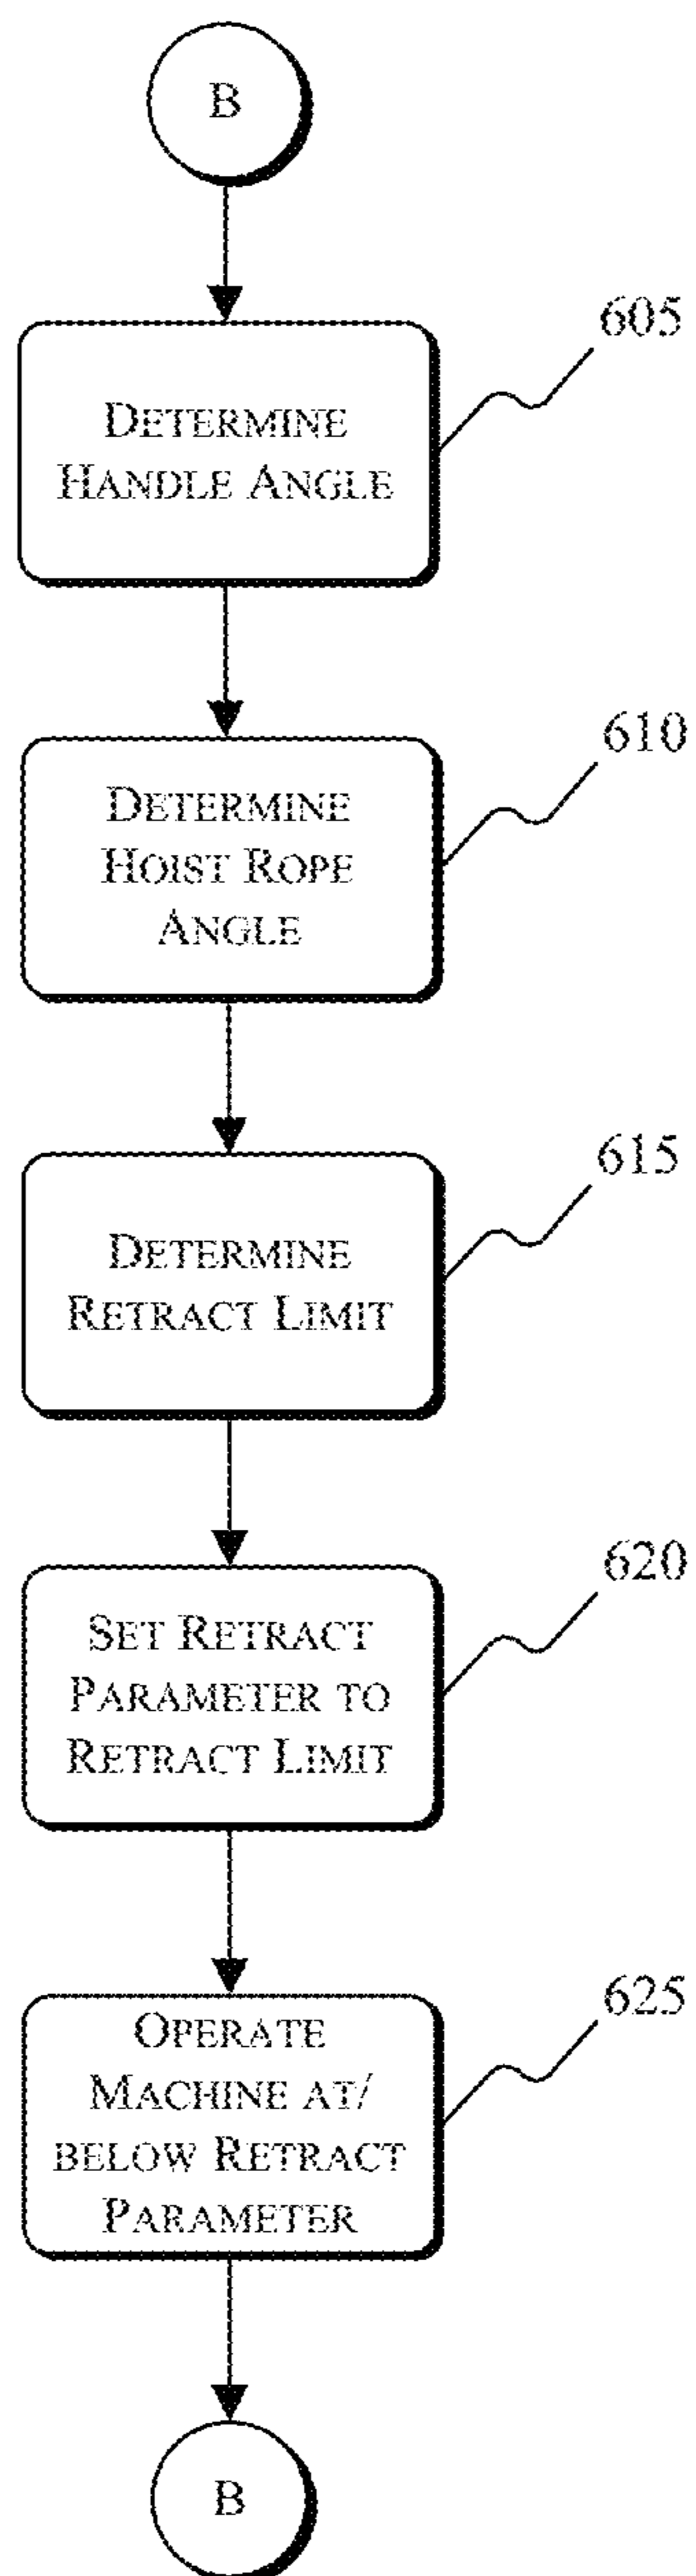 B
605
DETERMINE
HANDLE ANGLE
610
DETERMINE
HOIST ROPE
ANGLE
615
DETERMINE
RETRACT LIMIT
620
SET RETRACT
PARAMETER TO
RETRACT LIMIT
625
OPERATE
MACHINE AT/
BELOW RETRACT
PARAMETER
B